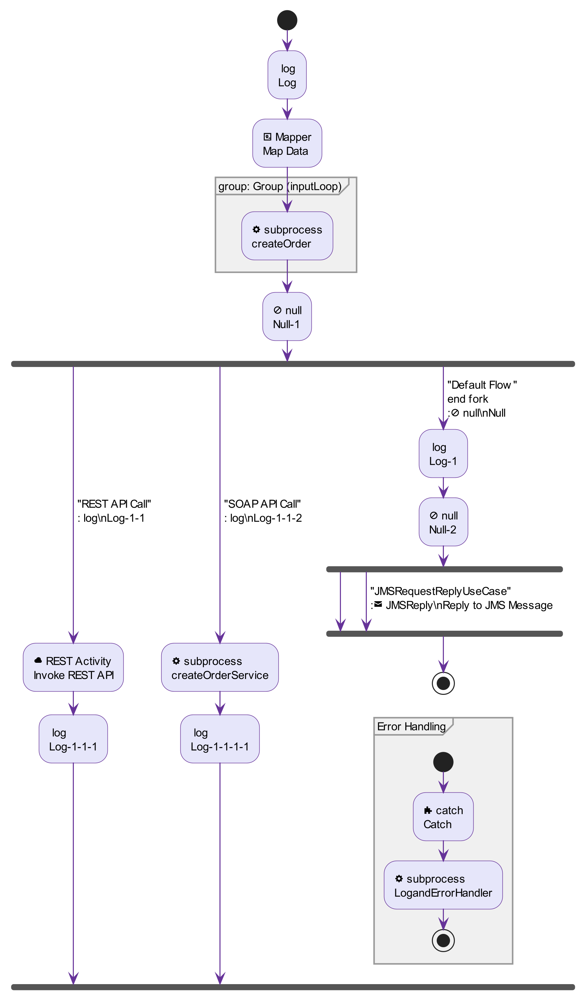 log
Log
Mapper
Map Data
group: Group (inputLoop)
subprocess
createOrder
null
Null-1
"Default Flow "
end fork
: null\nNull
log
Log-1
"REST API Call"
: log\nLog-1-1
"SOAP API Call"
: log\nLog-1-1-2
null
Null-2
"JMSRequestReplyUseCase"
: JMSReply\nReply to JMS Message
REST Activity
Invoke REST API
subprocess
createOrderService
log
Log-1-1-1
log
Log-1-1-1-1
Error Handling
catch
Catch
subprocess
LogandErrorHandler